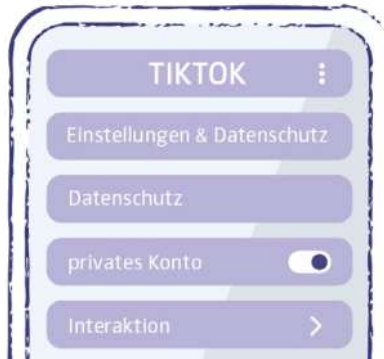 TIKTOK
Einstellungen & Datenschutz
Datenschutz
privates Konto
Interaktion